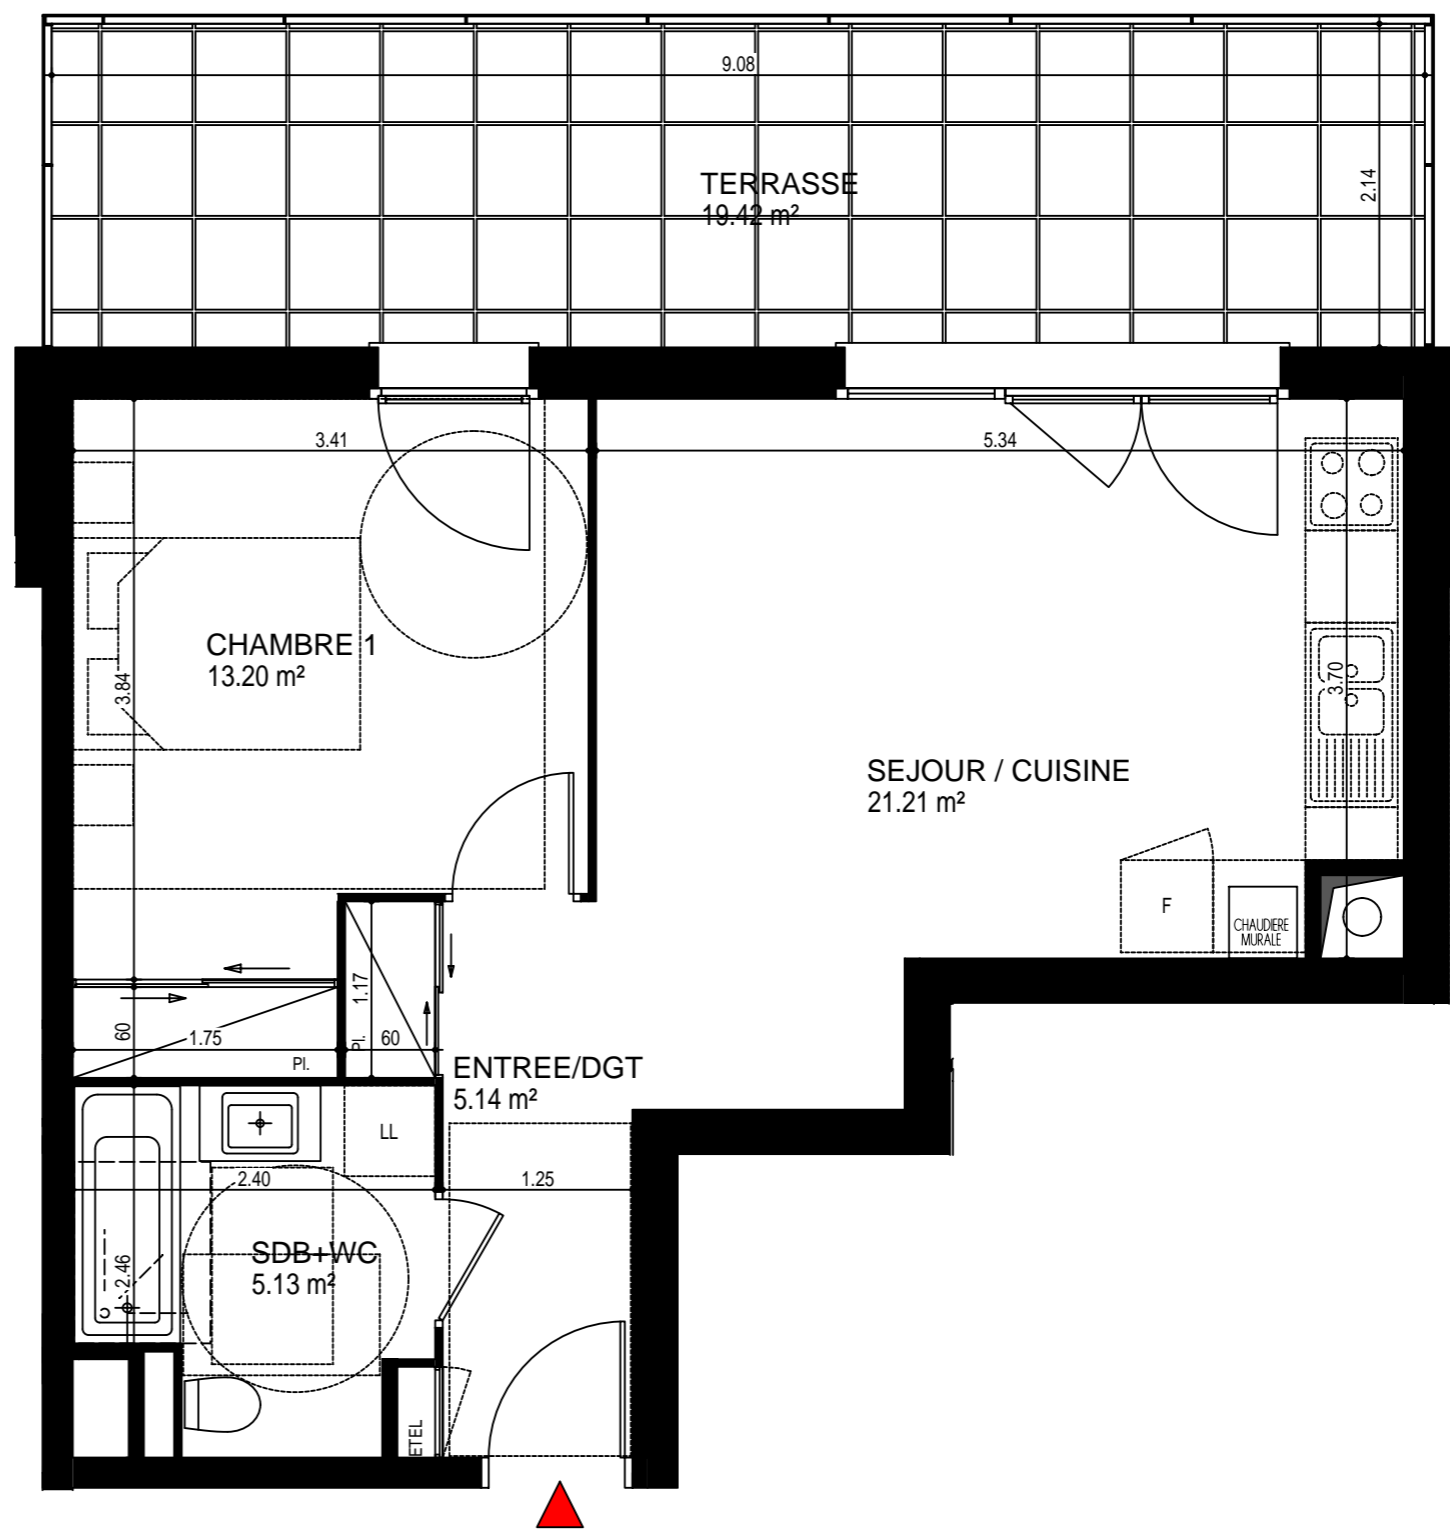 9.08
TERRASSE
19.42 m²
2.14
3.41
5.34
CHAMBRE 1
13.20 m²
3.84
3.70
SEJOUR / CUISINE
21.21 m²
F
CHAUDIERE
MURALE
1.17
60
1.75
Pl.
Pl.
60
ENTREE/DGT
5.14 m²
LL
2.40
1.25
SDB+WC
5.13 m²
2.46
ETEL